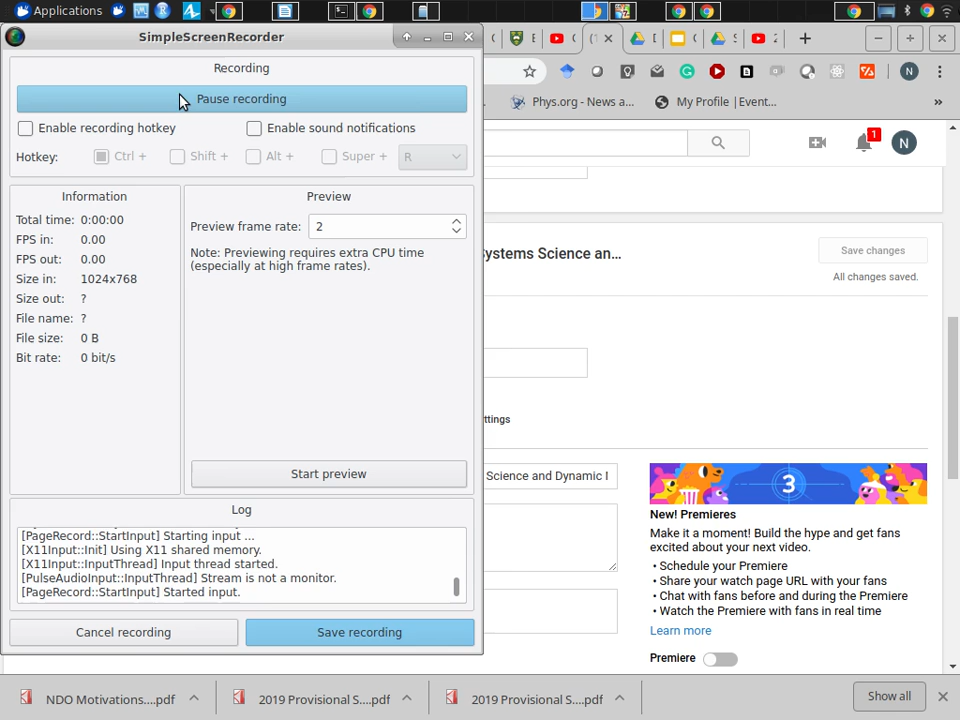 Applications
SimpleScreenRecorder
Recording
Pause recording
Enable recording hotkey
Enable sound notifications
Hotkey: Ctrl + Shift + Alt + Super + R
Information
Total time: 0:00:00
FPS in: 0.00
FPS out: 0.00
Size in: 1024x768
Size out: ?
File name: ?
File size: 0 B
Bit rate: 0 bit/s
Preview
Preview frame rate: 2
Note: Previewing requires extra CPU time
(especially at high frame rates).
Start preview
Log
[PageRecord::StartInput] Starting input ...
[X11Input::Init] Using X11 shared memory.
[X11Input::InputThread] Input thread started.
[PulseAudioInput::InputThread] Stream is not a monitor.
[PageRecord::StartInput] Started input.
Cancel recording
Save recording
Phys.org - News a...
My Profile | Event...
»
1
N
N
Systems Science an...
Save changes
All changes saved.
ttings
Science and Dynamic
3
New! Premieres
Make it a moment! Build the hype and get fans
excited about your next video.
• Schedule your Premiere
• Share your watch page URL with your fans
• Chat with fans before and during the Premiere
• Watch the Premiere with fans in real time
Learn more
Premiere
NDO Motivations....pdf
2019 Provisional S....pdf
2019 Provisional S....pdf
Show all